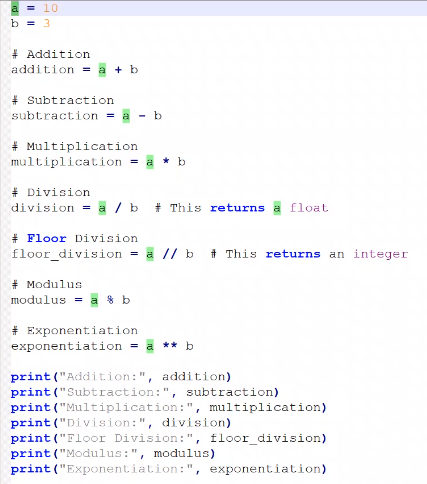 a = 10
b = 3
# Addition
addition = a + b
# Subtraction
subtraction = a - b
# Multiplication
multiplication = a * b
# Division
division = a / b  # This returns a float
# Floor Division
floor_division = a // b  # This returns an integer
# Modulus
modulus = a % b
# Exponentiation
exponentiation = a ** b
print("Addition:", addition)
print("Subtraction:", subtraction)
print("Multiplication:", multiplication)
print("Division:", division)
print("Floor Division:", floor_division)
print("Modulus:", modulus)
print("Exponentiation:", exponentiation)